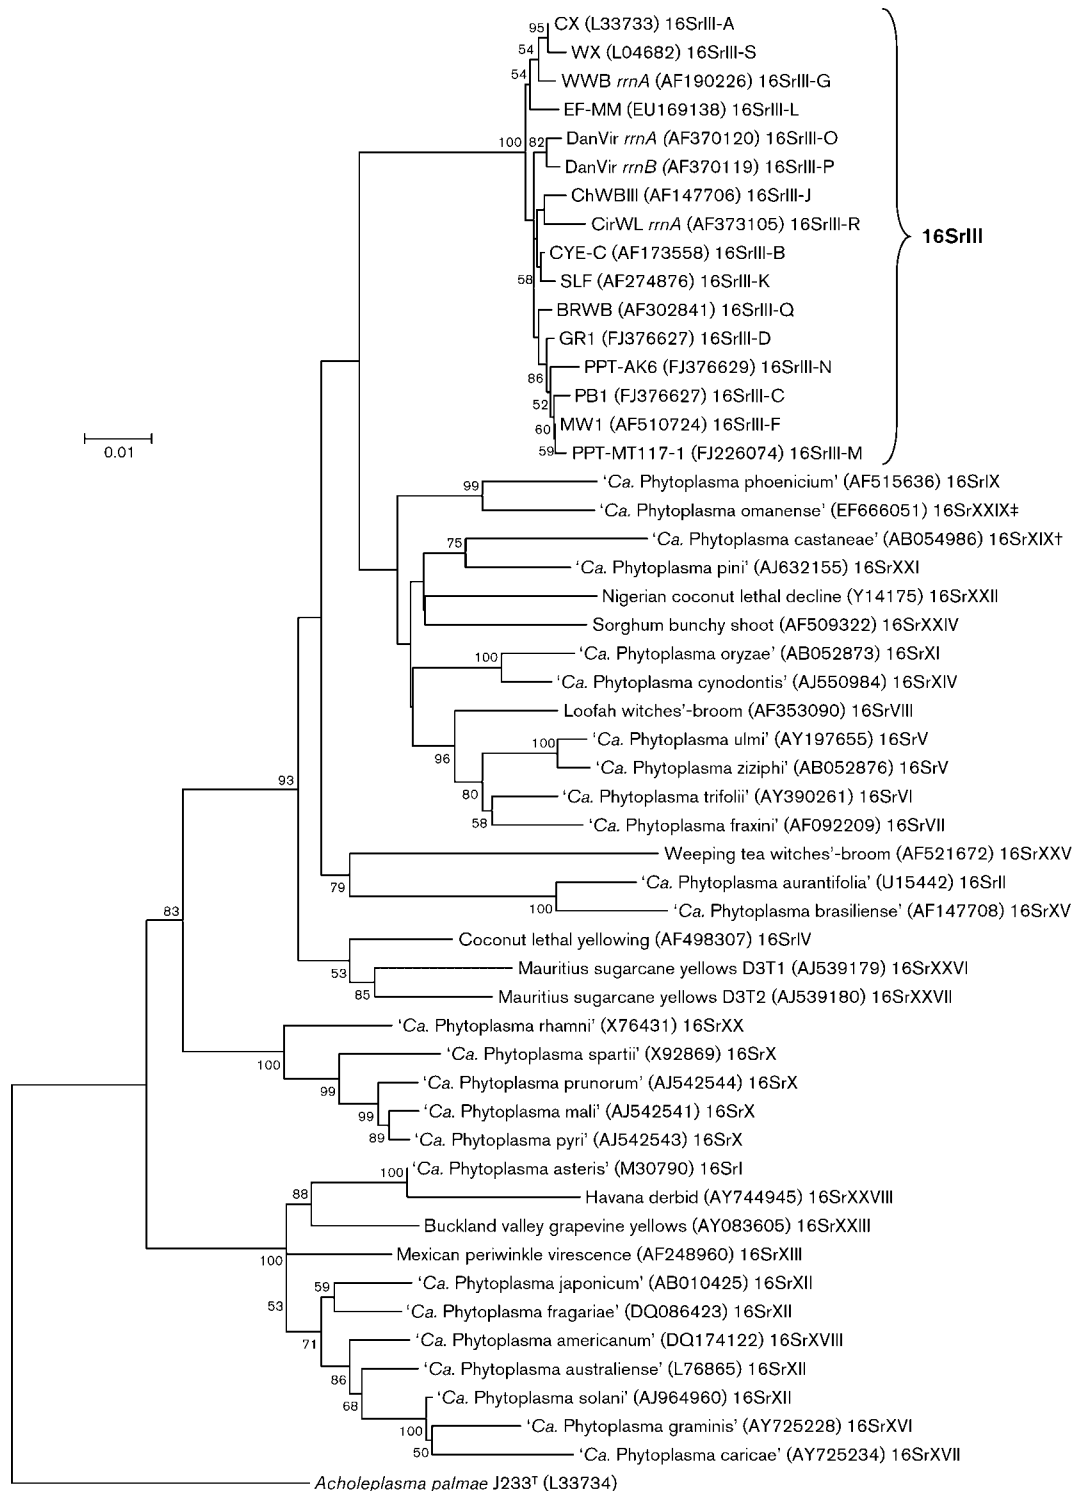 95 CX (L33733) 16SrIII-A
54 WX (L04682) 16SrIII-S
54 WWB rrnA (AF190226) 16SrIII-G
EF-MM (EU169138) 16SrIII-L
100 82 DanVir rrnA (AF370120) 16SrIII-O
DanVir rrnB (AF370119) 16SrIII-P
ChWBIII (AF147706) 16SrIII-J
CirWL rrnA (AF373105) 16SrIII-R
16SrIII
CYE-C (AF173558) 16SrIII-B
58 SLF (AF274876) 16SrIII-K
BRWB (AF302841) 16SrIII-Q
GR1 (FJ376627) 16SrIII-D
PPT-AK6 (FJ376629) 16SrIII-N
86
PB1 (FJ376627) 16SrIII-C
52
MW1 (AF510724) 16SrIII-F
60
0.01
59 PPT-MT117-1 (FJ226074) 16SrIII-M
99 ‘Ca. Phytoplasma phoenicium’ (AF515636) 16SrIX
‘Ca. Phytoplasma omanense’ (EF666051) 16SrXXIX‡
75 ‘Ca. Phytoplasma castaneae’ (AB054986) 16SrXIX†
‘Ca. Phytoplasma pini’ (AJ632155) 16SrXXI
Nigerian coconut lethal decline (Y14175) 16SrXXII
Sorghum bunchy shoot (AF509322) 16SrXXIV
100 ‘Ca. Phytoplasma oryzae’ (AB052873) 16SrXI
‘Ca. Phytoplasma cynodontis’ (AJ550984) 16SrXIV
Loofah witches’-broom (AF353090) 16SrVIII
100 ‘Ca. Phytoplasma ulmi’ (AY197655) 16SrV
96
‘Ca. Phytoplasma ziziphi’ (AB052876) 16SrV
93
80 ‘Ca. Phytoplasma trifolii’ (AY390261) 16SrVI
58 ‘Ca. Phytoplasma fraxini’ (AF092209) 16SrVII
Weeping tea witches’-broom (AF521672) 16SrXXV
79 ‘Ca. Phytoplasma aurantifolia’ (U15442) 16SrII
83 100 ‘Ca. Phytoplasma brasiliense’ (AF147708) 16SrXV
Coconut lethal yellowing (AF498307) 16SrIV
53 Mauritius sugarcane yellows D3T1 (AJ539179) 16SrXXVI
85 Mauritius sugarcane yellows D3T2 (AJ539180) 16SrXXVII
‘Ca. Phytoplasma rhamni’ (X76431) 16SrXX
100 ‘Ca. Phytoplasma spartii’ (X92869) 16SrX
99 ‘Ca. Phytoplasma prunorum’ (AJ542544) 16SrX
99 ‘Ca. Phytoplasma mali’ (AJ542541) 16SrX
89 ‘Ca. Phytoplasma pyri’ (AJ542543) 16SrX
100 ‘Ca. Phytoplasma asteris’ (M30790) 16SrI
88 Havana derbid (AY744945) 16SrXXVIII
Buckland valley grapevine yellows (AY083605) 16SrXXIII
100 Mexican periwinkle virescence (AF248960) 16SrXIII
59 ‘Ca. Phytoplasma japonicum’ (AB010425) 16SrXII
53 ‘Ca. Phytoplasma fragariae’ (DQ086423) 16SrXII
71 ‘Ca. Phytoplasma americanum’ (DQ174122) 16SrXVIII
86 ‘Ca. Phytoplasma australiense’ (L76865) 16SrXII
68 ‘Ca. Phytoplasma solani’ (AJ964960) 16SrXII
100 ‘Ca. Phytoplasma graminis’ (AY725228) 16SrXVI
50 ‘Ca. Phytoplasma caricae’ (AY725234) 16SrXVII
Acholeplasma palmae J233ᵀ (L33734)